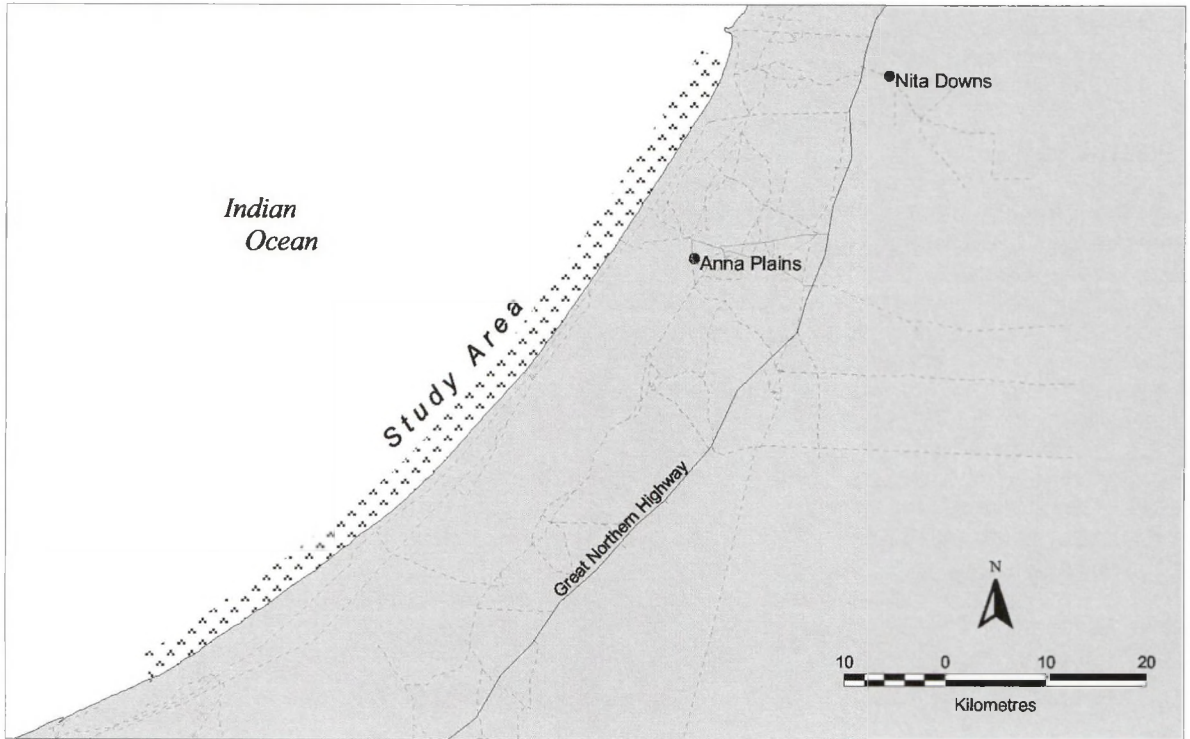 Nita Downs
Indian
Ocean
Anna Plains
Study Area
Great Northern Highway
N
10 0 10 20
Kilometres